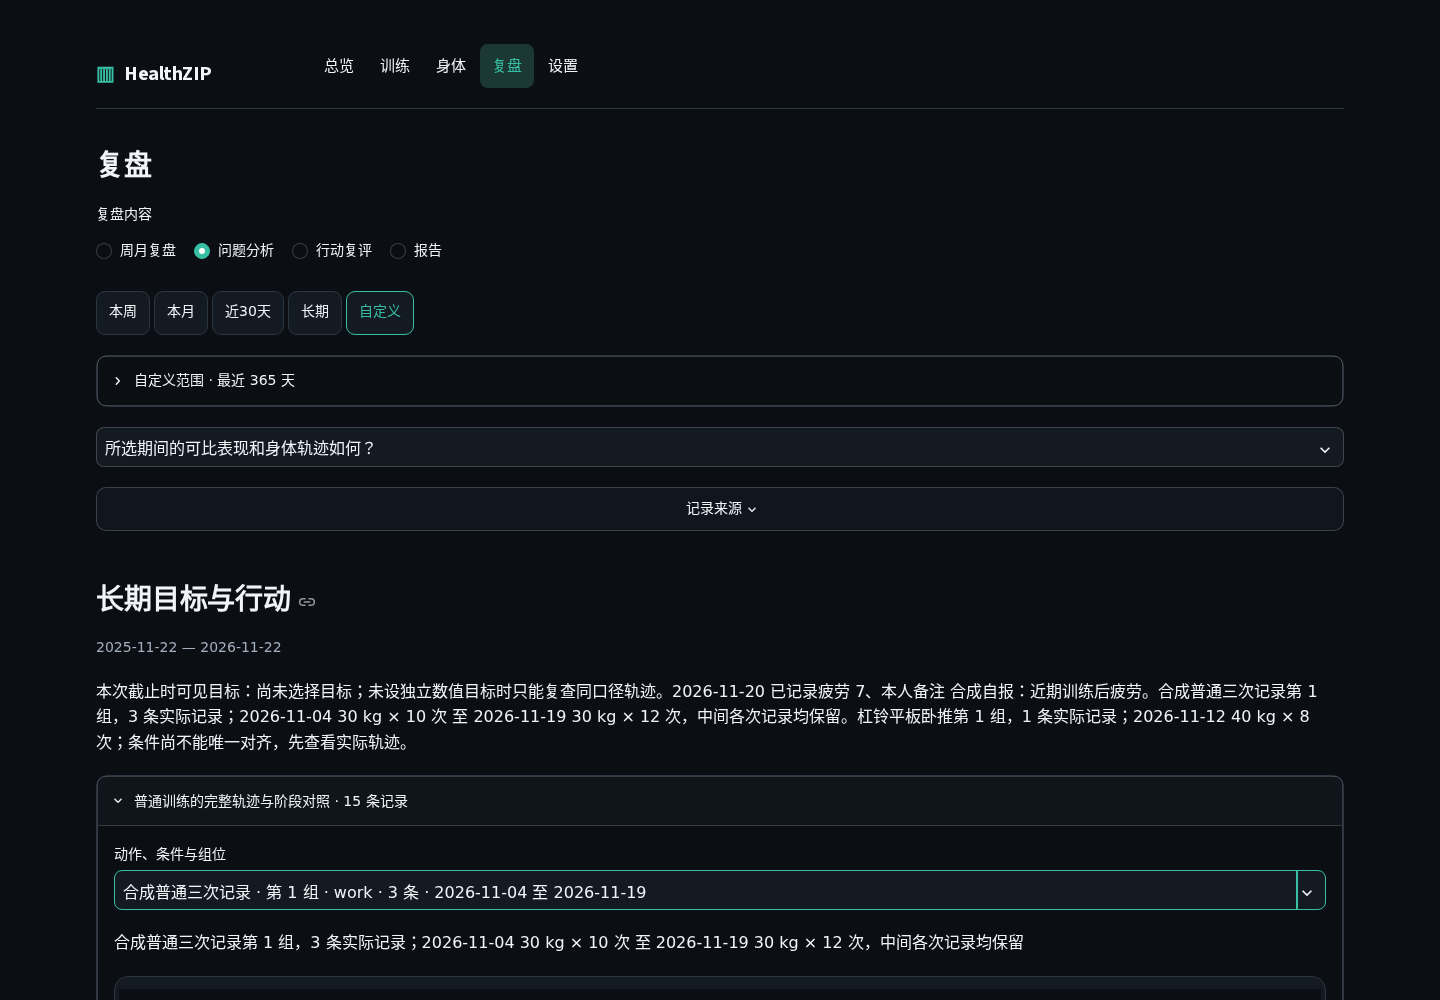 HealthZIP
总览 训练 身体 复盘 设置
复盘
复盘内容
周月复盘 问题分析 行动复评 报告
本周 本月 近30天 长期 自定义
自定义范围 · 最近 365 天
所选期间的可比表现和身体轨迹如何？
记录来源
长期目标与行动
2025-11-22 — 2026-11-22
本次截止时可见目标：尚未选择目标；未设独立数值目标时只能复查同口径轨迹。2026-11-20 已记录疲劳 7、本人备注 合成自报：近期训练后疲劳。合成普通三次记录第 1
组，3 条实际记录；2026-11-04 30 kg × 10 次 至 2026-11-19 30 kg × 12 次，中间各次记录均保留。杠铃平板卧推第 1 组，1 条实际记录；2026-11-12 40 kg × 8
次；条件尚不能唯一对齐，先查看实际轨迹。
普通训练的完整轨迹与阶段对照 · 15 条记录
动作、条件与组位
合成普通三次记录 · 第 1 组 · work · 3 条 · 2026-11-04 至 2026-11-19
合成普通三次记录第 1 组，3 条实际记录；2026-11-04 30 kg × 10 次 至 2026-11-19 30 kg × 12 次，中间各次记录均保留